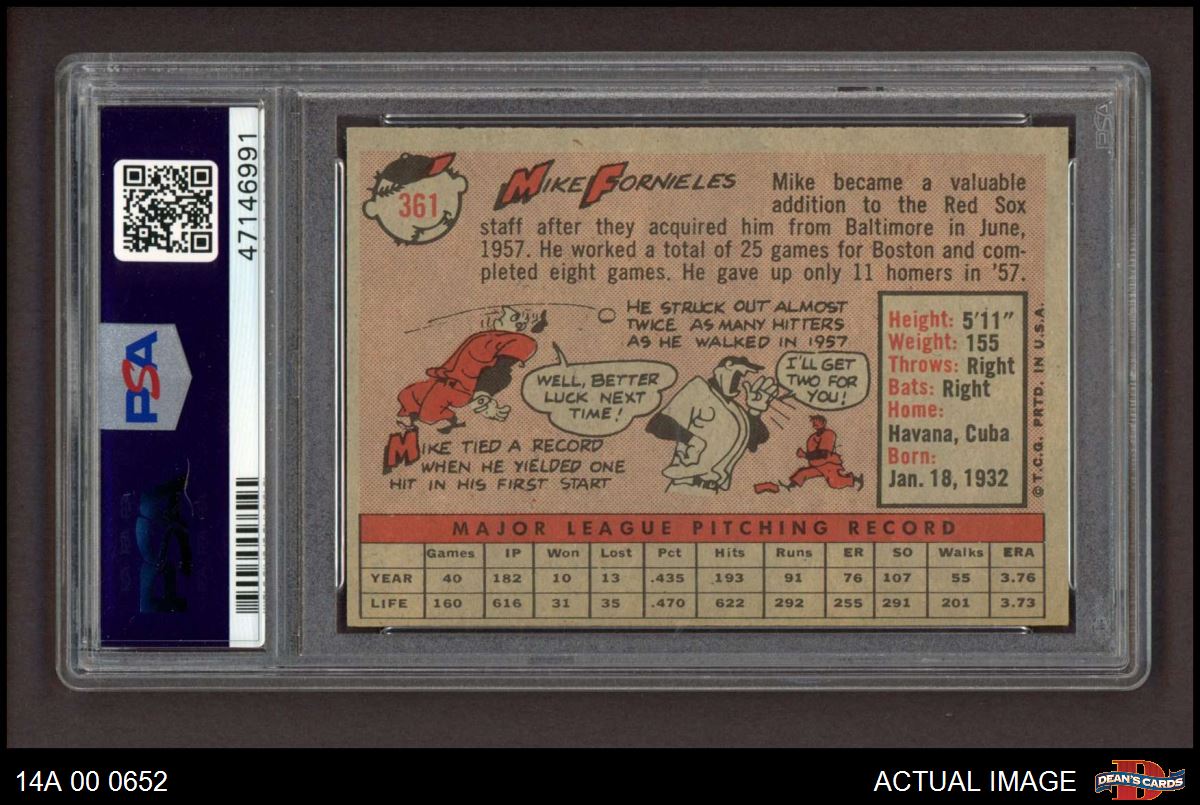 47146991
PSA
PSA
361
MIKE FORNIELES
Mike became a valuable
addition to the Red Sox
staff after they acquired him from Baltimore in June,
1957. He worked a total of 25 games for Boston and com-
pleted eight games. He gave up only 11 homers in '57.
HE STRUCK OUT ALMOST
TWICE AS MANY HITTERS
AS HE WALKED IN 1957
WELL, BETTER
LUCK NEXT
TIME!
I'LL GET
TWO FOR
YOU!
MIKE TIED A RECORD
WHEN HE YIELDED ONE
HIT IN HIS FIRST START
K
Height: 5'11"
Weight: 155
Throws: Right
Bats: Right
Home:
Havana, Cuba
Born:
Jan. 18, 1932
© T.C.G. PRTD. IN U.S.A.
MAJOR LEAGUE PITCHING RECORD
Games IP Won Lost Pct Hits Runs ER SO Walks ERA
YEAR 40 182 10 13 .435 193 91 76 107 55 3.76
LIFE 160 616 31 35 .470 622 292 255 291 201 3.73
14A 00 0652
ACTUAL IMAGE
DEAN'S CARDS